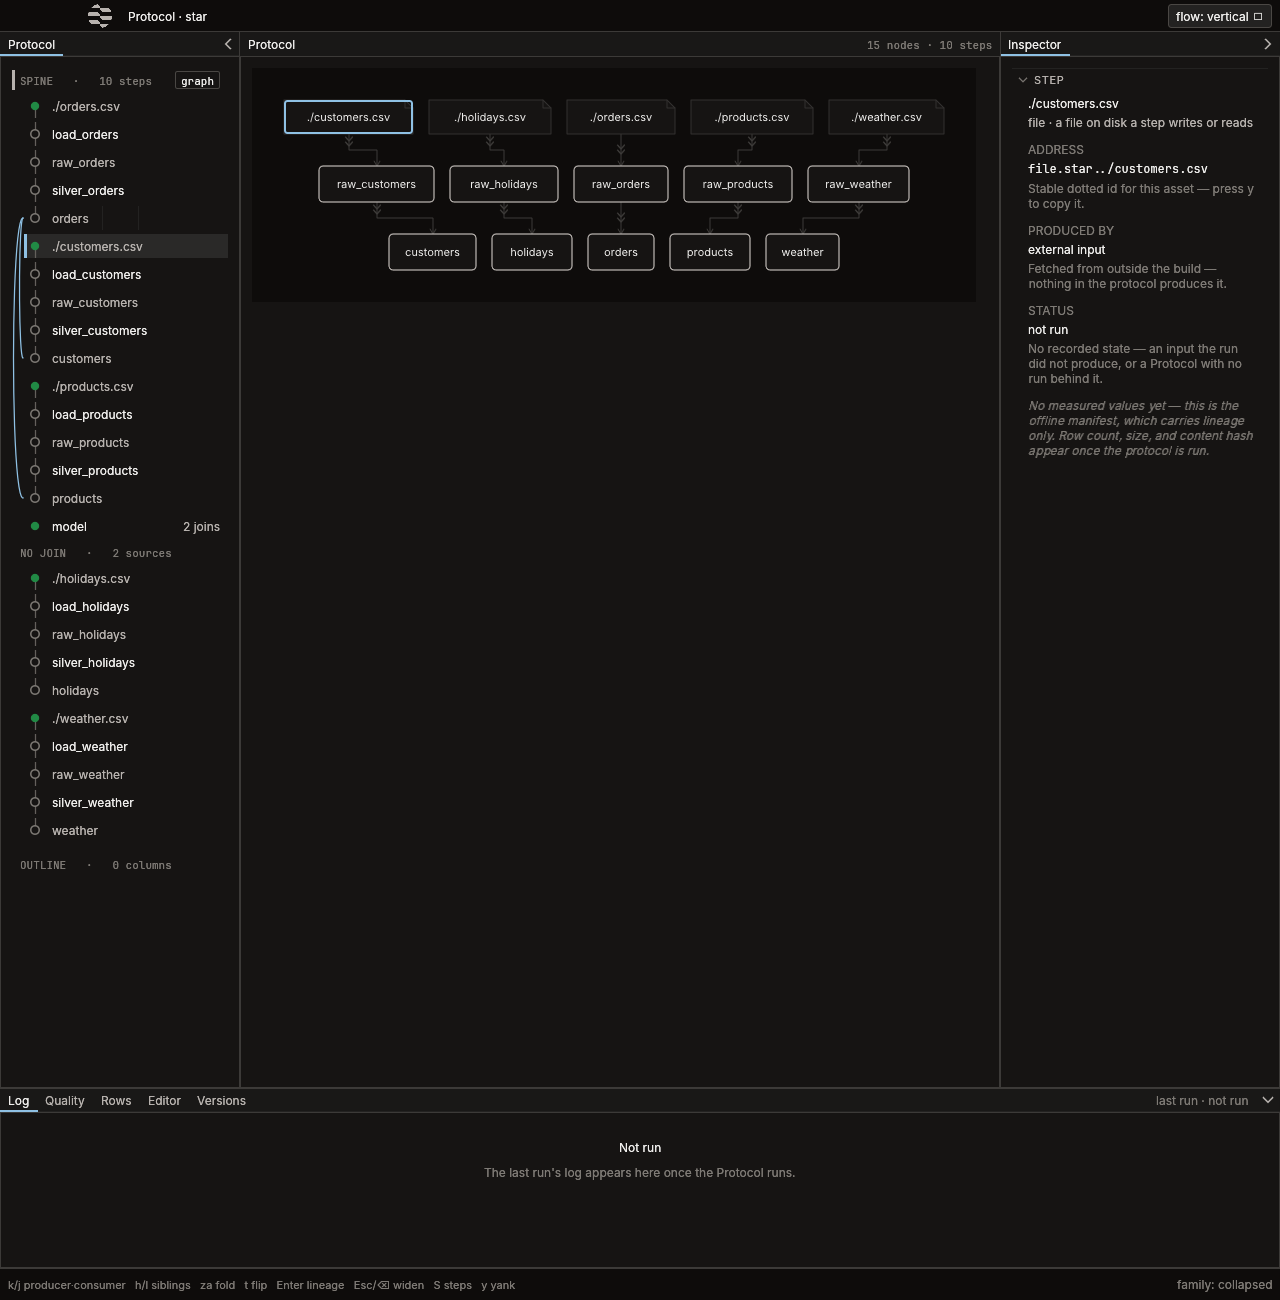 Protocol · star
flow: vertical
Protocol
Protocol
15 nodes · 10 steps
Inspector
SPINE · 10 steps
graph
./orders.csv
load_orders
raw_orders
silver_orders
orders
./customers.csv
load_customers
raw_customers
silver_customers
customers
./products.csv
load_products
raw_products
silver_products
products
model 2 joins
NO JOIN · 2 sources
./holidays.csv
load_holidays
raw_holidays
silver_holidays
holidays
./weather.csv
load_weather
raw_weather
silver_weather
weather
OUTLINE · 0 columns
./customers.csv ./holidays.csv ./orders.csv ./products.csv ./weather.csv
raw_customers raw_holidays raw_orders raw_products raw_weather
customers holidays orders products weather
STEP
./customers.csv
file · a file on disk a step writes or reads
ADDRESS
file.star../customers.csv
Stable dotted id for this asset — press y
to copy it.
PRODUCED BY
external input
Fetched from outside the build —
nothing in the protocol produces it.
STATUS
not run
No recorded state — an input the run
did not produce, or a Protocol with no
run behind it.
No measured values yet — this is the
offline manifest, which carries lineage
only. Row count, size, and content hash
appear once the protocol is run.
Log Quality Rows Editor Versions
last run · not run
Not run
The last run's log appears here once the Protocol runs.
k/j producer·consumer h/l siblings za fold t flip Enter lineage Esc/⌫ widen S steps y yank
family: collapsed